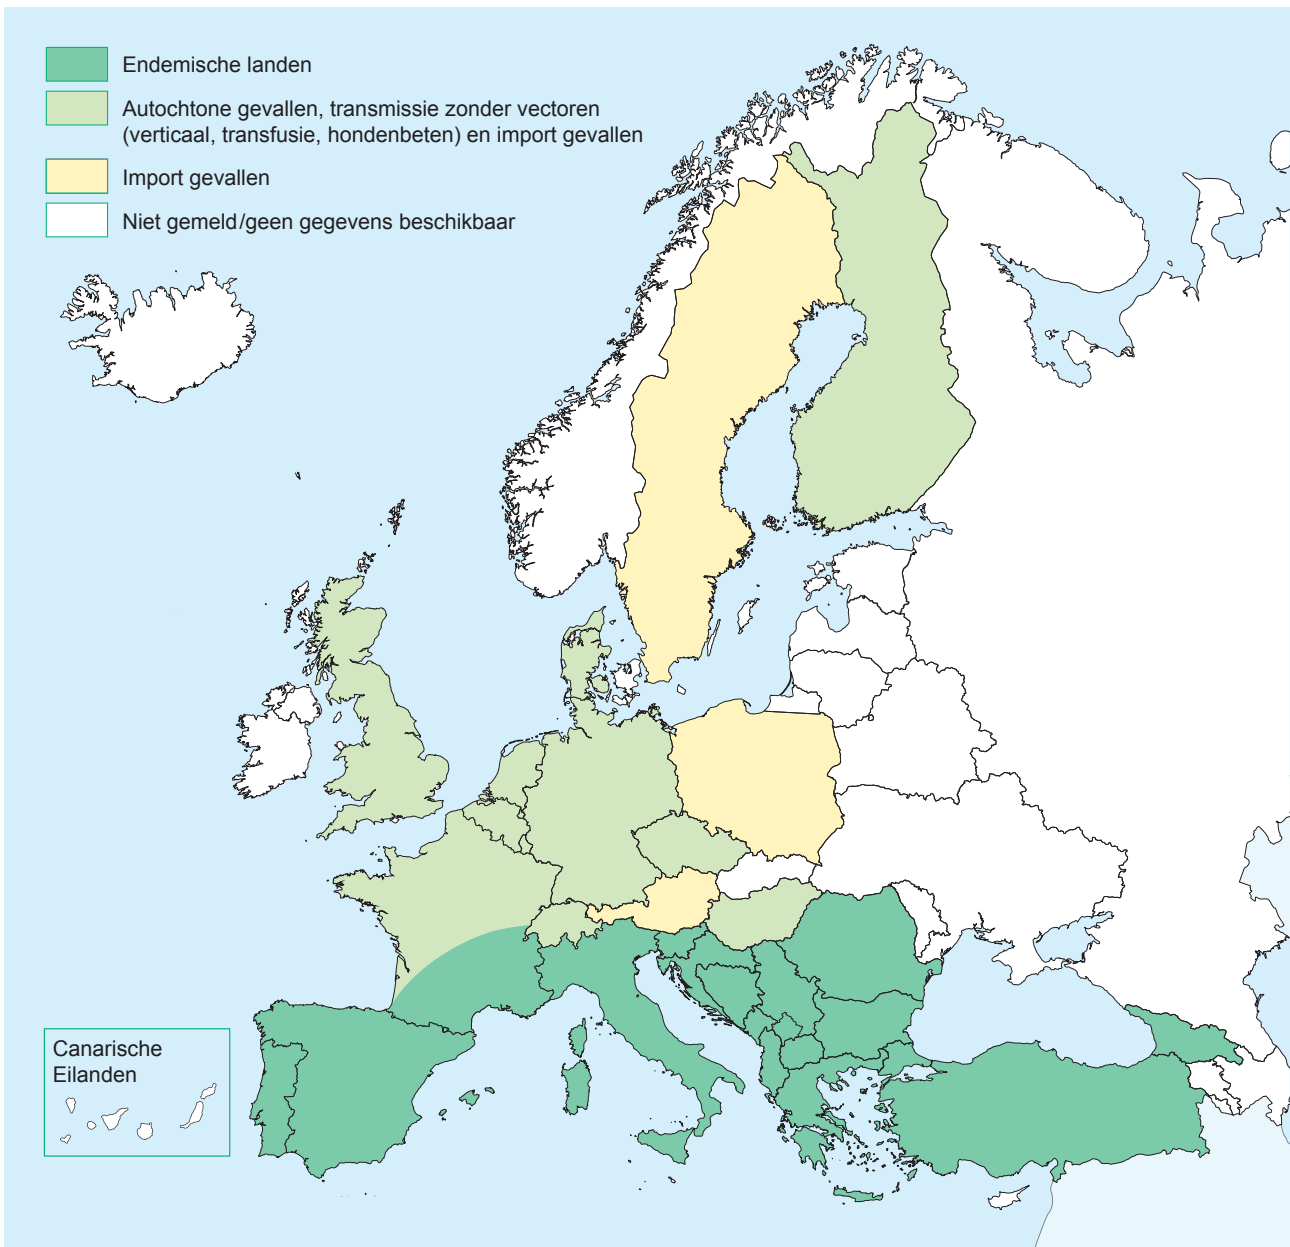 Endemische landen
Autochtone gevallen, transmissie zonder vectoren
(verticaal, transfusie, hondenbeten) en import gevallen
Import gevallen
Niet gemeld/geen gegevens beschikbaar
Canarische
Eilanden